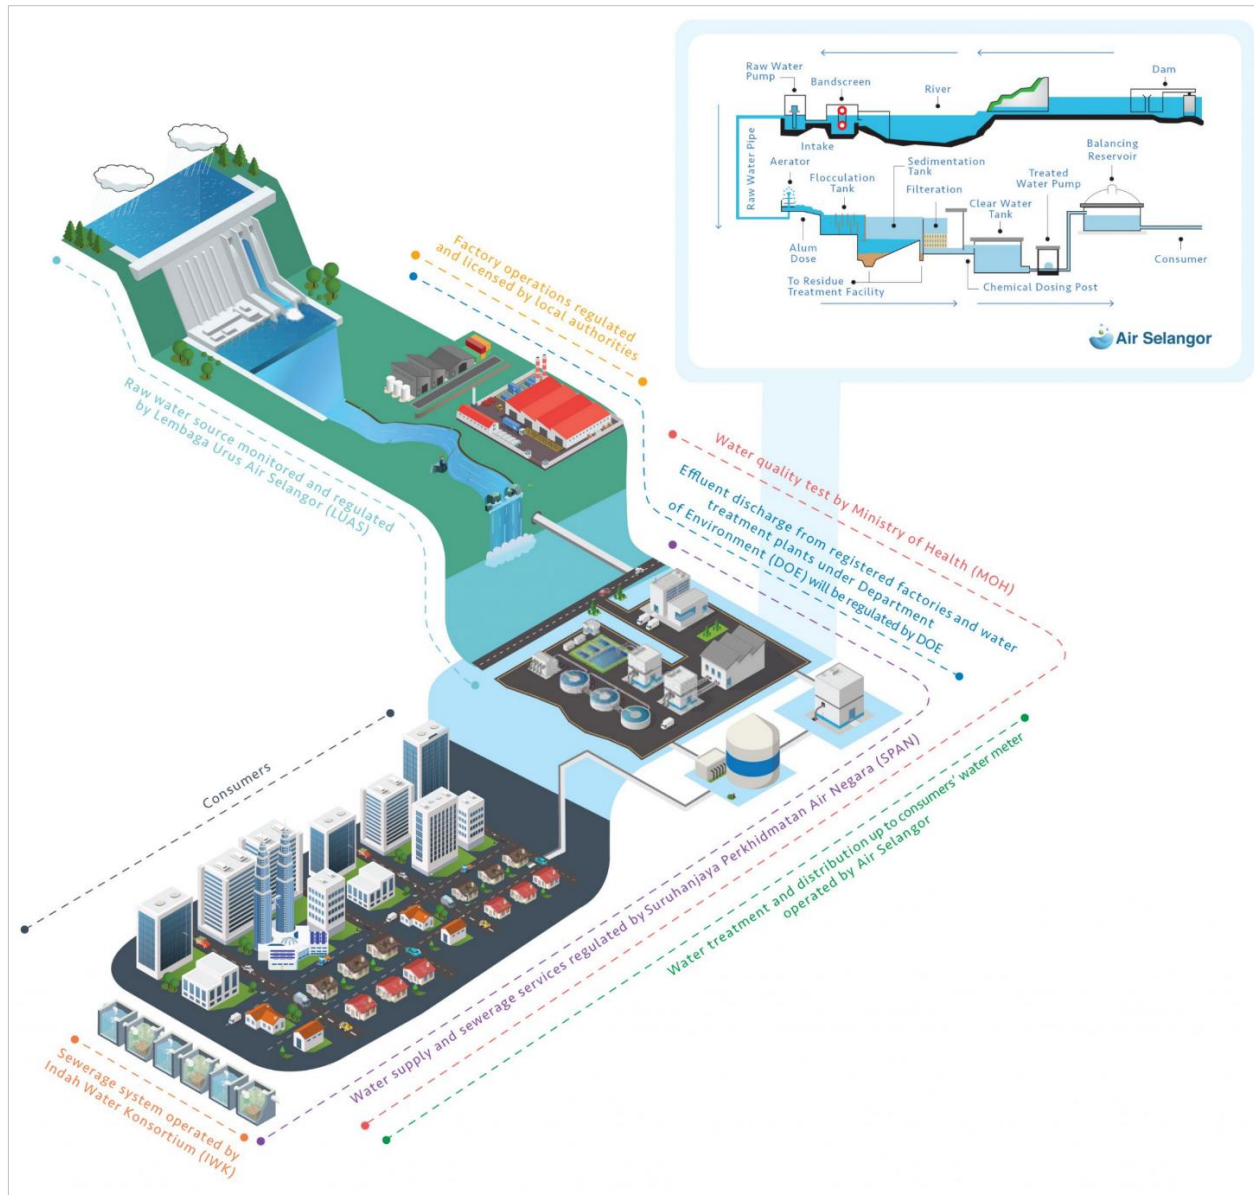 Raw Water
Pump
Bandscreen
River
Dam
Intake
Raw Water Pipe
Aerator
Flocculation
Tank
Sedimentation
Tank
Filteration
Clear Water
Tank
Treated
Water Pump
Balancing
Reservoir
Alum
Dose
To Residue
Treatment Facility
Chemical Dosing Post
Consumer
Air Selangor
Factory operations regulated
and licensed by local authorities
Raw water source monitored and regulated
by Lembaga Urus Air Selangor (LUAS)
Water quality test by Ministry of Health (MOH)
Effluent discharge from registered factories and water
treatment plants under Department
of Environment (DOE) will be regulated by DOE
Consumers
Water supply and sewerage services regulated by Suruhanjaya Perkhidmatan Air Negara (SPAN)
Water treatment and distribution up to consumers' water meter
operated by Air Selangor
Sewerage system operated by
Indah Water Konsortium (IWK)